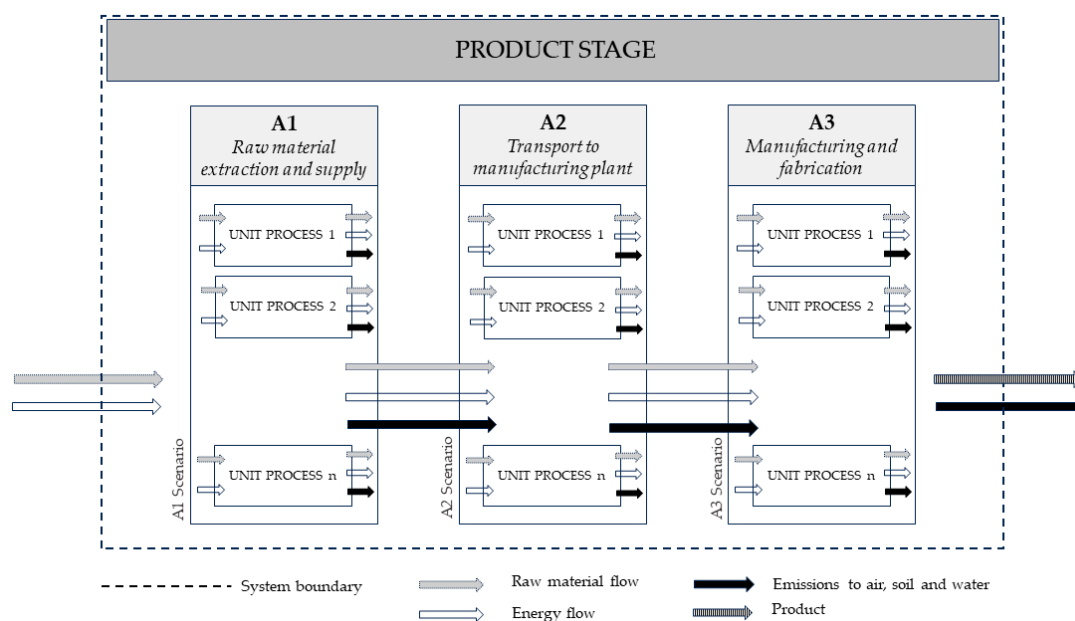 PRODUCT STAGE
A1
Raw material
extraction and supply
UNIT PROCESS 1
UNIT PROCESS 2
UNIT PROCESS n
A1 Scenario
A2
Transport to
manufacturing plant
UNIT PROCESS 1
UNIT PROCESS 2
UNIT PROCESS n
A2 Scenario
A3
Manufacturing and
fabrication
UNIT PROCESS 1
UNIT PROCESS 2
UNIT PROCESS n
A3 Scenario
System boundary
Raw material flow
Energy flow
Emissions to air, soil and water
Product